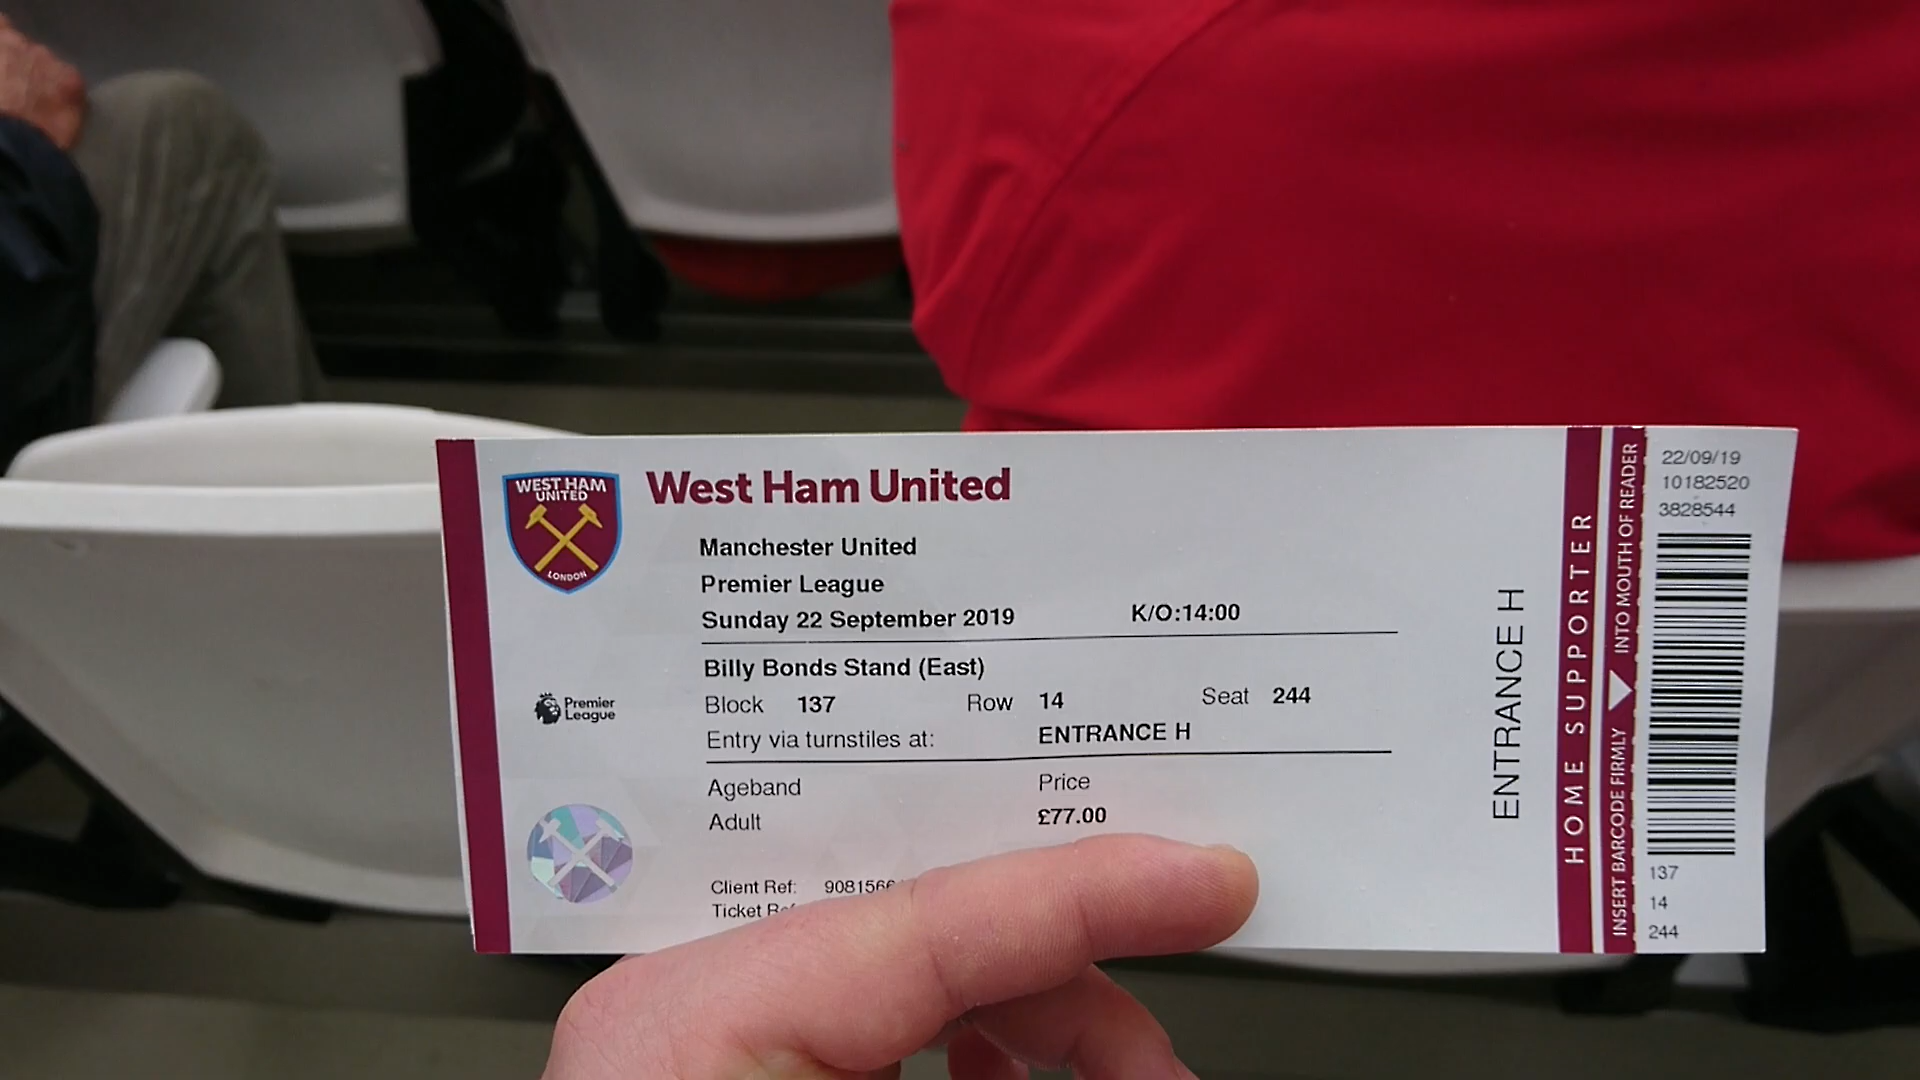 WEST HAM
UNITED
LONDON
West Ham United
Manchester United
Premier League
Sunday 22 September 2019 K/O:14:00
Billy Bonds Stand (East)
Block 137 Row 14 Seat 244
Entry via turnstiles at: ENTRANCE H
Premier
League
Ageband Price
Adult £77.00
Client Ref:
Ticket
ENTRANCE H
HOME SUPPORTER
INSERT BARCODE FIRMLY INTO MOUTH OF READER
22/09/19
10182520
3828544
137
14
244